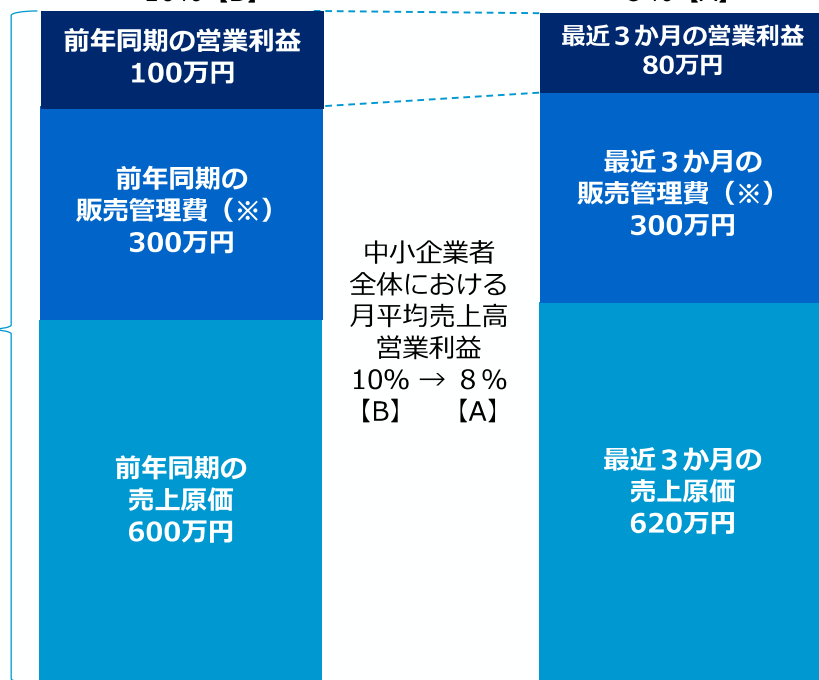 10%【B】
前年同期の営業利益
100万円
前年同期の
販売管理費（※）
300万円
前年同期の
売上原価
600万円
中小企業者
全体における
月平均売上高
営業利益
10% → ８％
【B】 【A】
８％【A】
最近３か月の営業利益
80万円
最近３か月の
販売管理費（※）
300万円
最近３か月の
売上原価
620万円